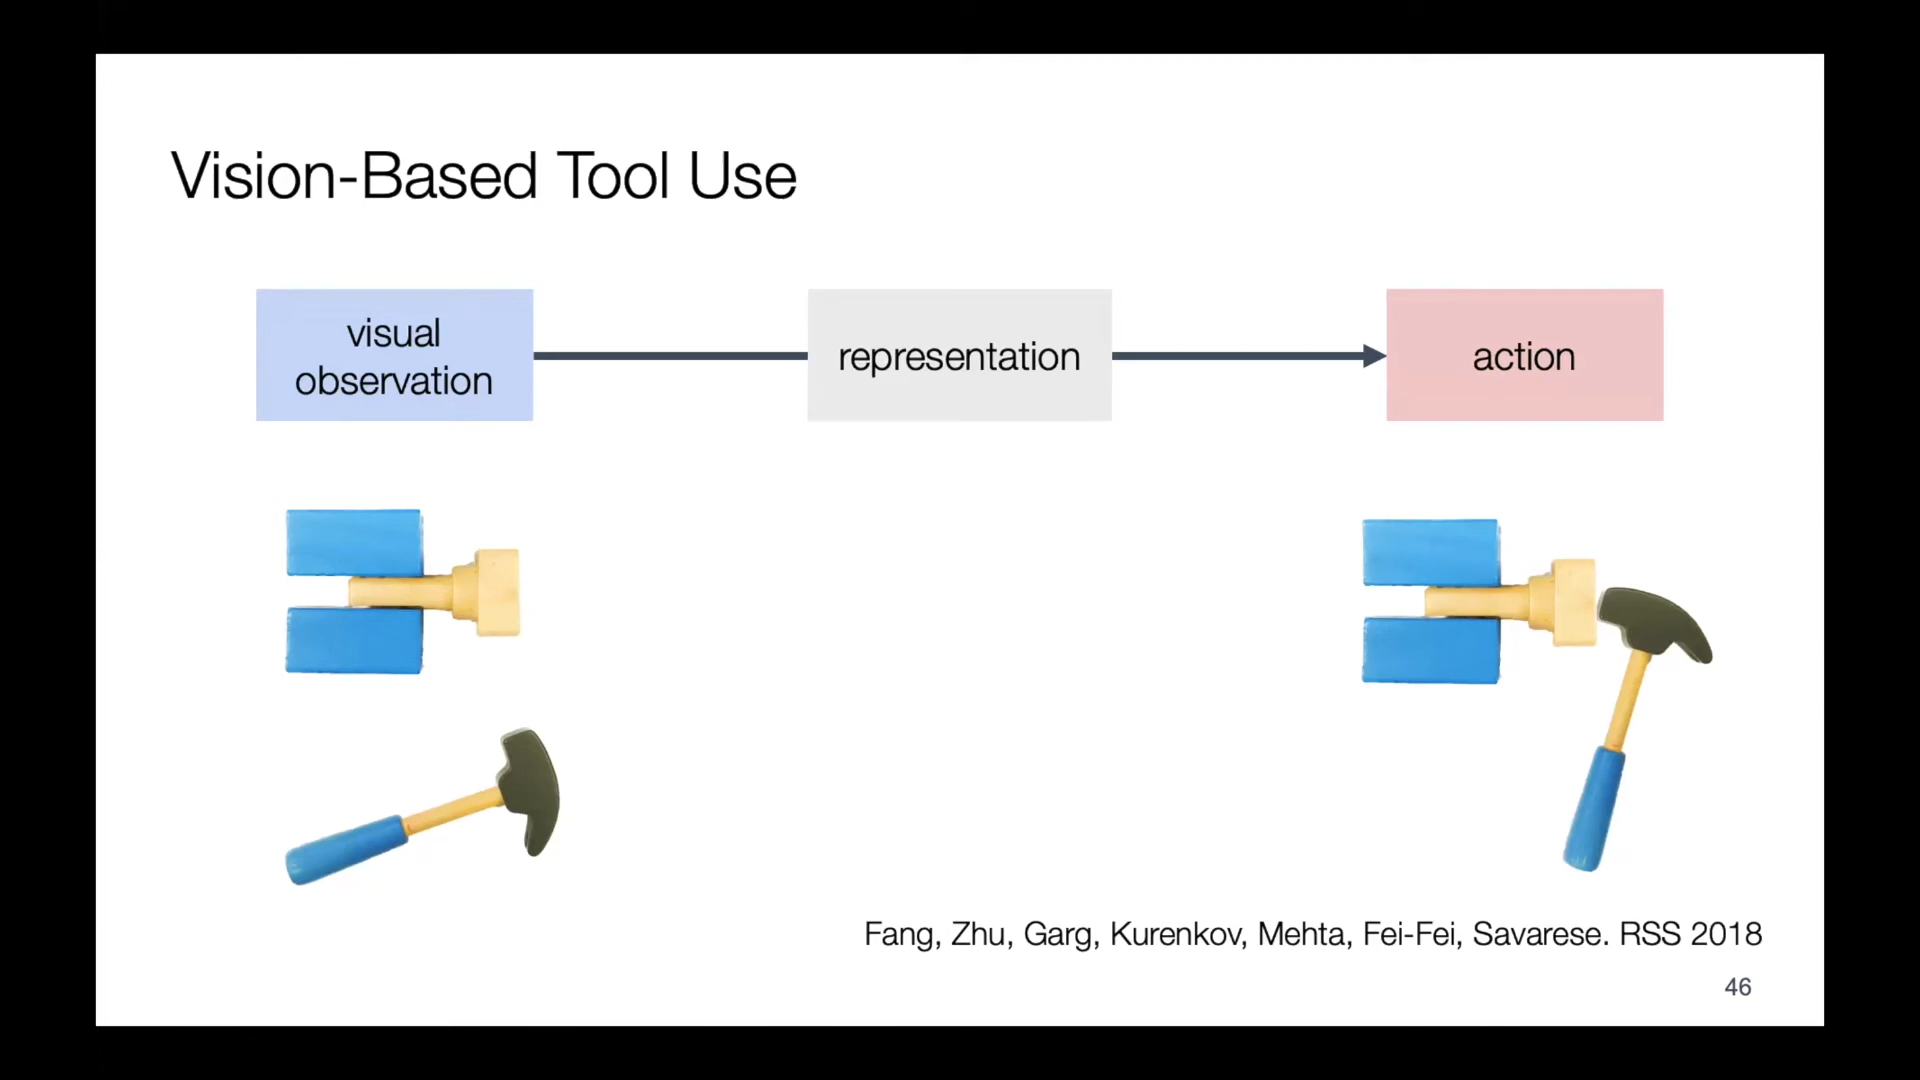 Vision-Based Tool Use
visual
observation
representation
action
Fang, Zhu, Garg, Kurenkov, Mehta, Fei-Fei, Savarese. RSS 2018
46